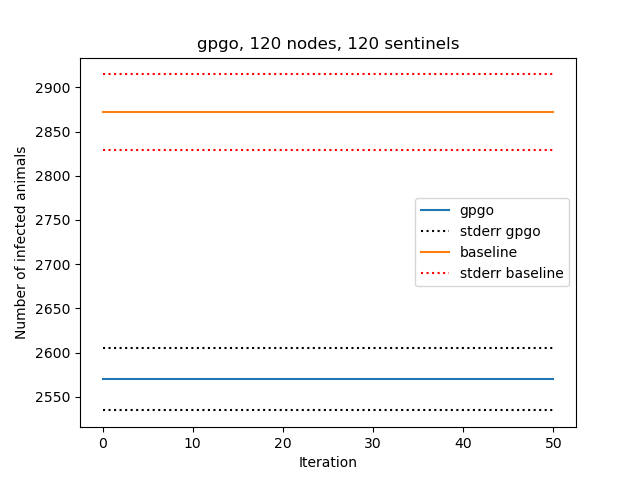 gpgo, 120 nodes, 120 sentinels
2900
2850
2800
2750
2700
2650
2600
2550
Number of infected animals
gpgo
stderr gpgo
baseline
stderr baseline
0 10 20 30 40 50
Iteration